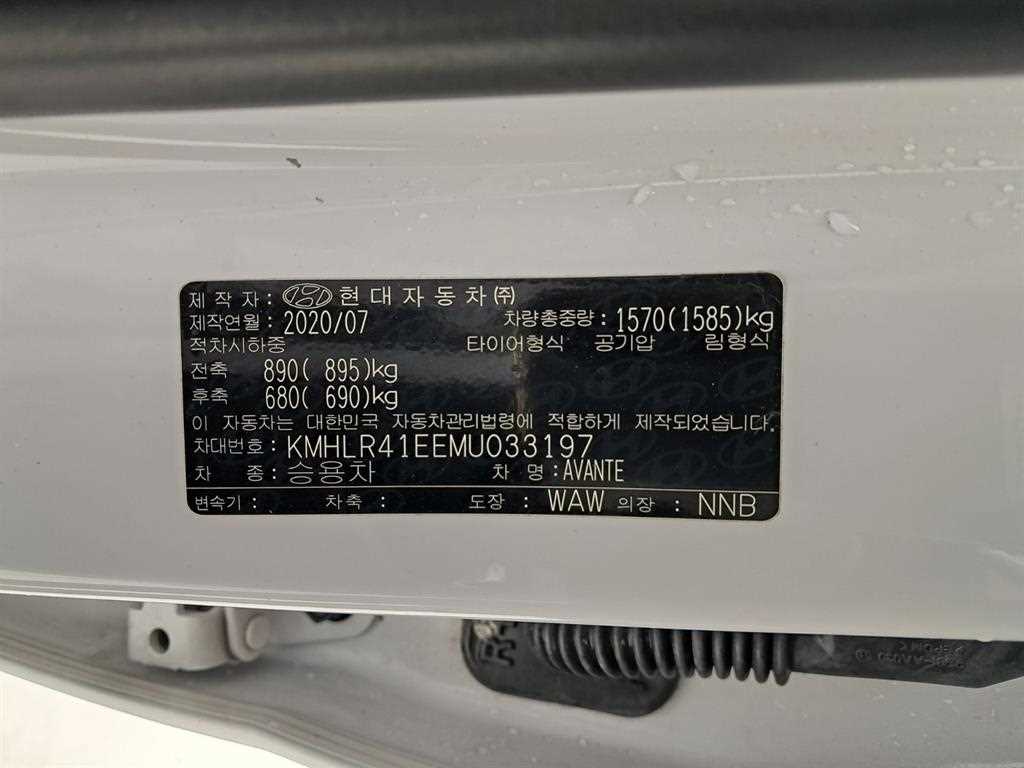 제 작 자 : 현대자동차(주)
제작연월 : 2020/07 차량총중량 : 1570(1585)kg
적차시하중 타이어형식 공기압 림형식
전축 890( 895)kg
후축 680( 690)kg
이 자동차는 대한민국 자동차관리법령에 적합하게 제작되었습니다.
차대번호 : KMHLR41EEMU033197
차 종 : 승용차 차 명 : AVANTE
변속기 : 차축 : 도장 : WAW 의장 : NNB